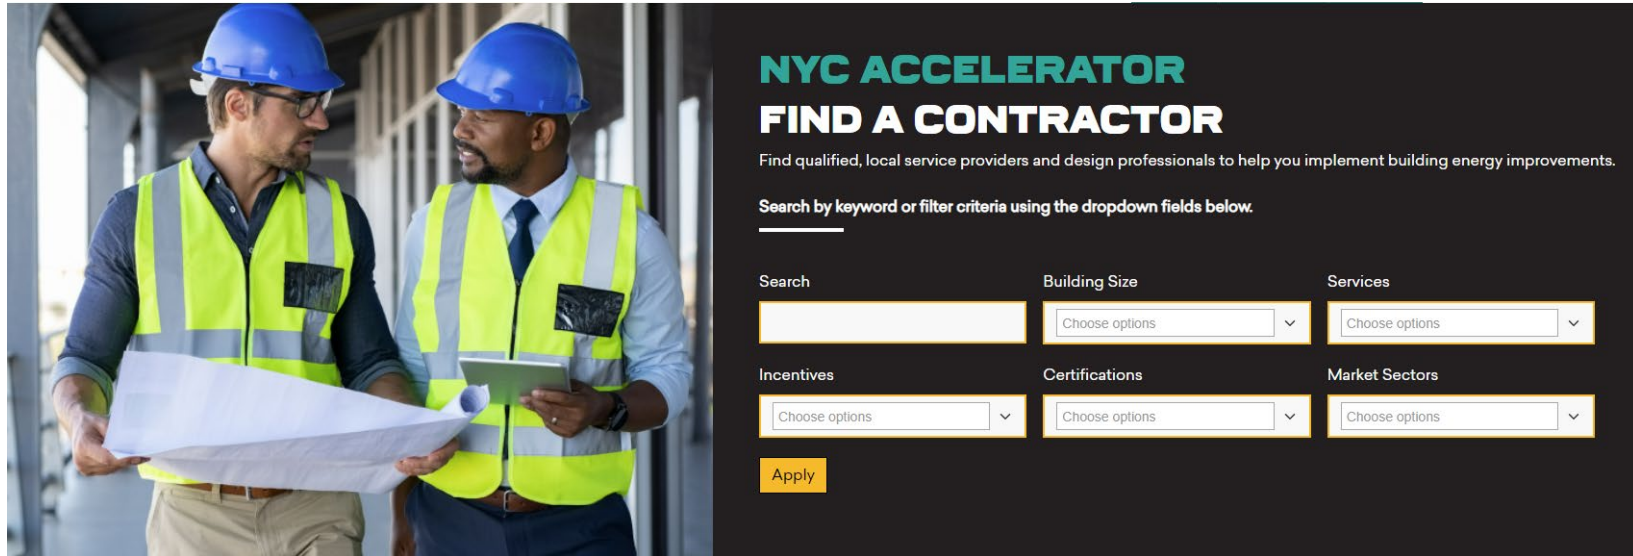 NYC ACCELERATOR
FIND A CONTRACTOR
Find qualified, local service providers and design professionals to help you implement building energy improvements.
Search by keyword or filter criteria using the dropdown fields below.
Search
Building Size
Services
Choose options
Choose options
Incentives
Certifications
Market Sectors
Choose options
Choose options
Choose options
Apply